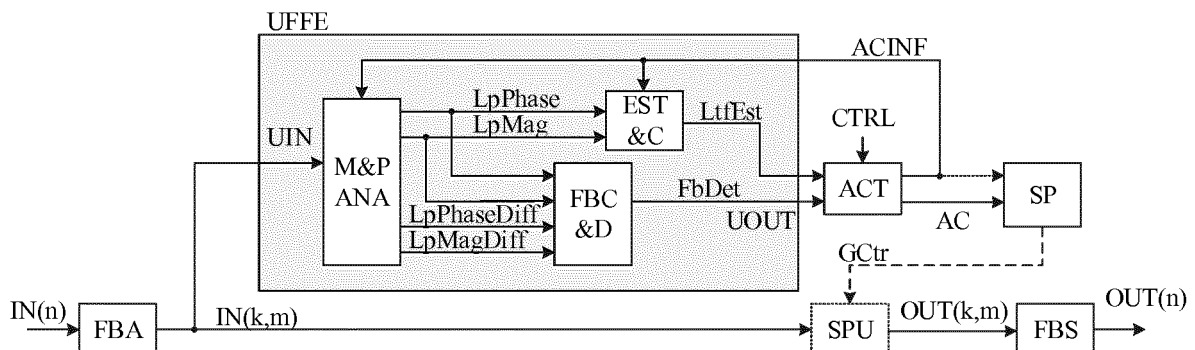 UFFE
ACINF
LpPhase
EST
&C
LpMag
LtfEst
CTRL
UIN
M&P
ANA
ACT
SP
FBC
&D
FbDet
LpPhaseDiff
UOUT
AC
LpMagDiff
GCtr
IN(n)
FBA
IN(k,m)
SPU
OUT(k,m)
FBS
OUT(n)